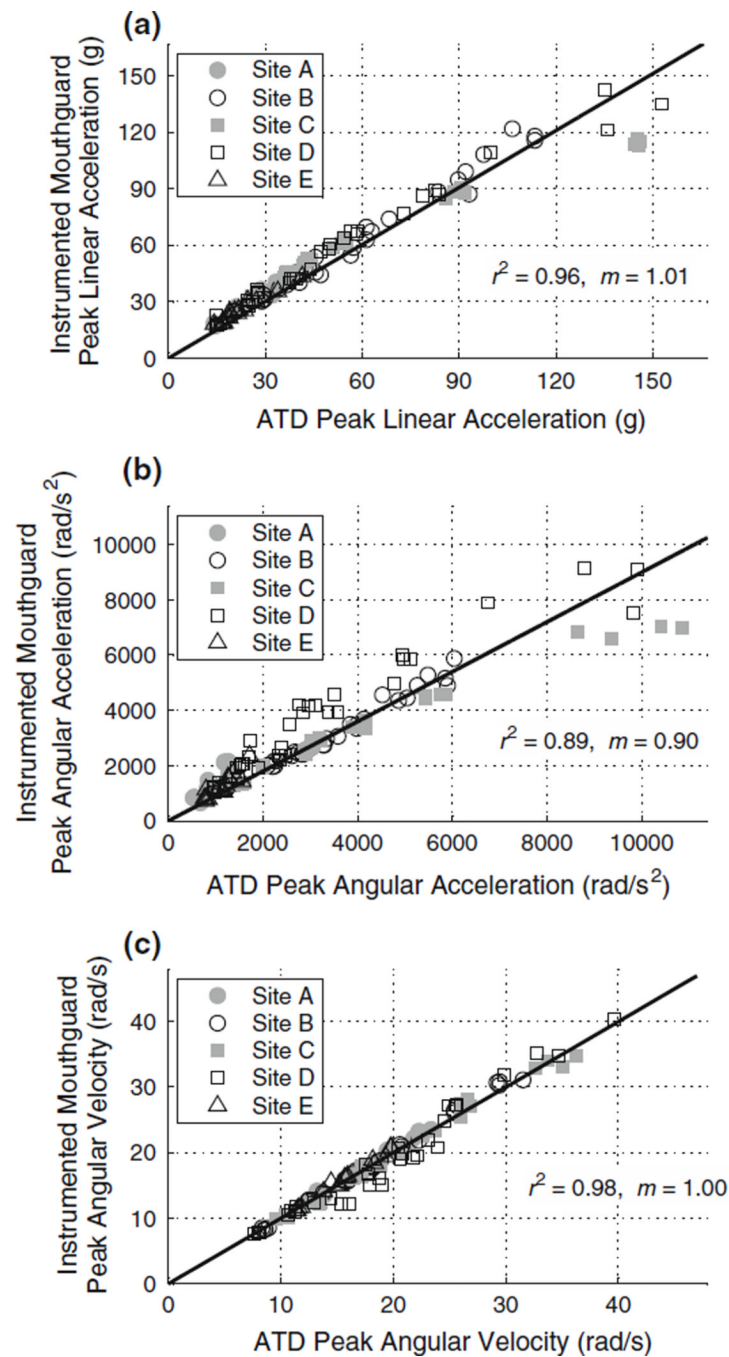 (a)
Instrumented Mouthguard
Peak Linear Acceleration (g)
150
120
90
60
30
0
Site A
Site B
Site C
Site D
Site E
r² = 0.96, m = 1.01
0 30 60 90 120 150
ATD Peak Linear Acceleration (g)
(b)
Instrumented Mouthguard
Peak Angular Acceleration (rad/s²)
10000
8000
6000
4000
2000
0
Site A
Site B
Site C
Site D
Site E
r² = 0.89, m = 0.90
0 2000 4000 6000 8000 10000
ATD Peak Angular Acceleration (rad/s²)
(c)
Instrumented Mouthguard
Peak Angular Velocity (rad/s)
40
30
20
10
0
Site A
Site B
Site C
Site D
Site E
r² = 0.98, m = 1.00
0 10 20 30 40
ATD Peak Angular Velocity (rad/s)